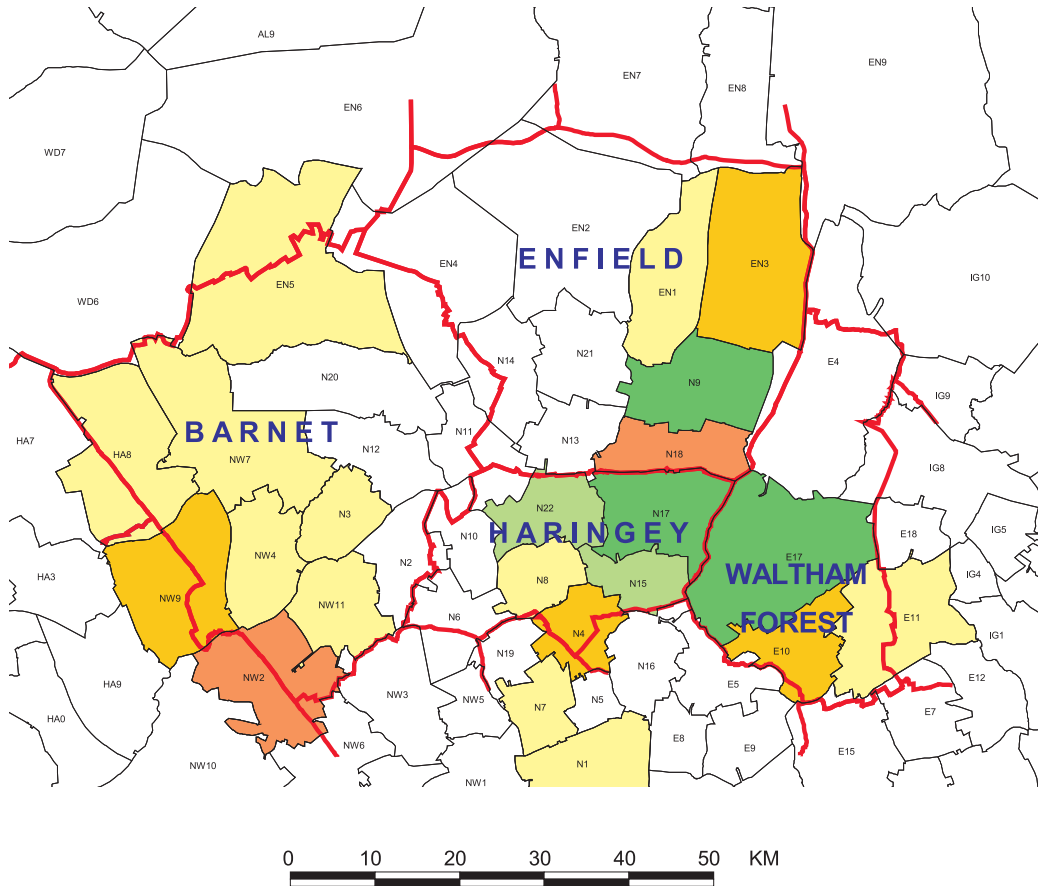 AL9
EN7
EN9
EN8
EN6
WD7
EN2
ENFIELD
EN4
EN3
WD6
IG10
EN5
EN1
N14
N21
E4
N20
N9
IG9
HA7
BARNET
N11
N13
N12
HA8
N18
NW7
IG8
N22
N17
N3
HARINGEY
N10
E18
IG5
HA3
NW4
N2
E17
WALTHAM
FOREST
IG4
NW9
N8
N15
NW11
N6
N4
E11
IG1
N19
E10
N16
HA9
NW2
NW3
NW5
N7
N5
E5
E12
E7
HA0
NW6
E8
E9
E15
NW10
NW1
N1
0 10 20 30 40 50 KM